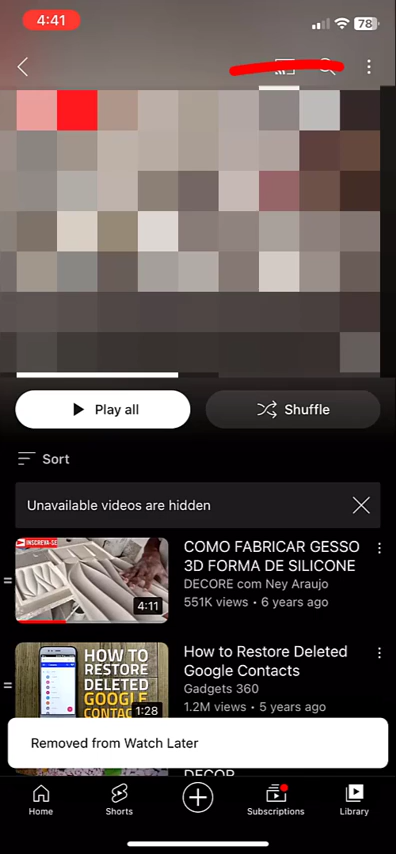 4:41
78
Play all
Shuffle
Sort
Unavailable videos are hidden
INSCREVA-SE
4:11
COMO FABRICAR GESSO
3D FORMA DE SILICONE
DECORE com Ney Araujo
551K views • 6 years ago
HOW TO
RESTORE
DELETED
GOOGLE
CONTACTS
1:28
How to Restore Deleted
Google Contacts
Gadgets 360
1.2M views • 5 years ago
Removed from Watch Later
DECOR
Home
Shorts
Subscriptions
Library